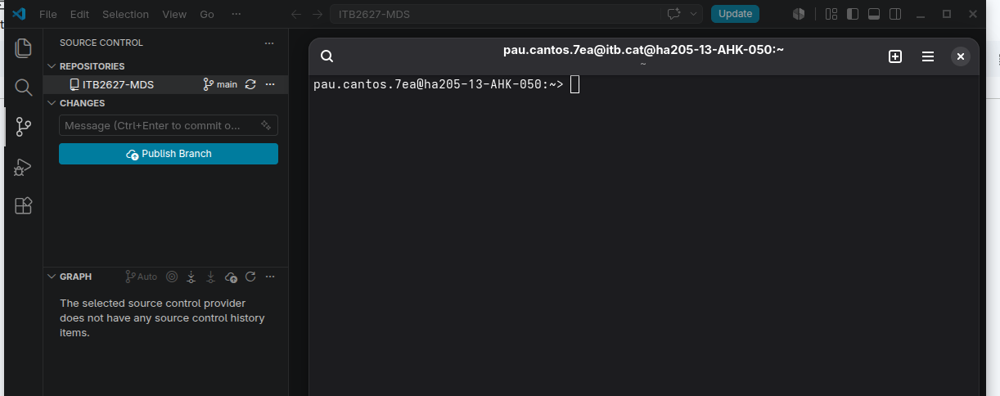 File Edit Selection View Go ··· ITB2627-MDS Update
SOURCE CONTROL ···
REPOSITORIES
ITB2627-MDS main ···
CHANGES
Message (Ctrl+Enter to commit o...
Publish Branch
GRAPH Auto ···
The selected source control provider
does not have any source control history
items.
pau.cantos.7ea@itb.cat@ha205-13-AHK-050:~
~
pau.cantos.7ea@ha205-13-AHK-050:~>